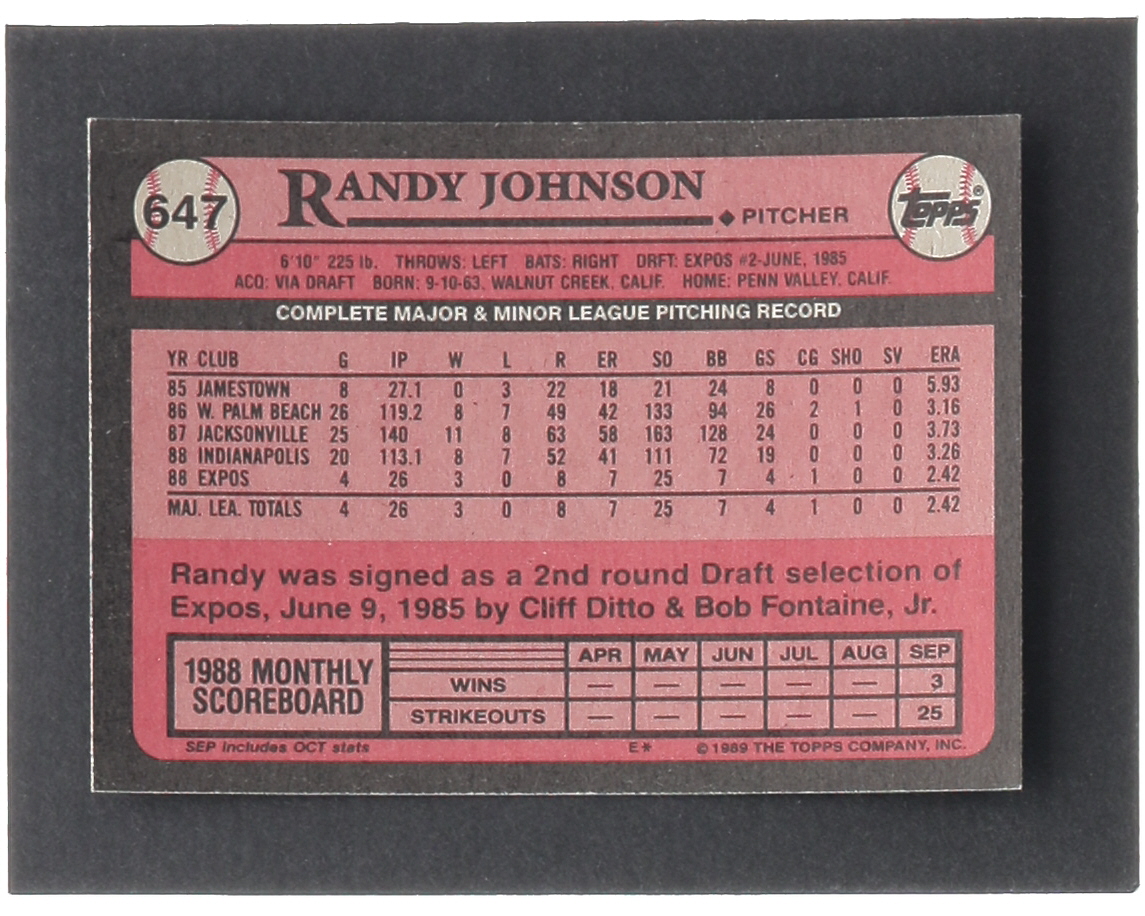 647
RANDY JOHNSON
PITCHER
TOPPS®
6'10" 225 lb. THROWS: LEFT BATS: RIGHT DRFT: EXPOS #2-JUNE, 1985
ACQ: VIA DRAFT BORN: 9-10-63, WALNUT CREEK, CALIF. HOME: PENN VALLEY, CALIF.
COMPLETE MAJOR & MINOR LEAGUE PITCHING RECORD
YR CLUB G IP W L R ER SO BB GS CG SHO SV ERA
85 JAMESTOWN 8 27.1 0 3 22 18 21 24 8 0 0 0 5.93
86 W. PALM BEACH 26 119.2 8 7 49 42 133 94 26 2 1 0 3.16
87 JACKSONVILLE 25 140 11 8 63 58 163 128 24 0 0 0 3.73
88 INDIANAPOLIS 20 113.1 8 7 52 41 111 72 19 0 0 0 3.26
88 EXPOS 4 26 3 0 8 7 25 7 4 1 0 0 2.42
MAJ. LEA. TOTALS 4 26 3 0 8 7 25 7 4 1 0 0 2.42
Randy was signed as a 2nd round Draft selection of
Expos, June 9, 1985 by Cliff Ditto & Bob Fontaine, Jr.
1988 MONTHLY
SCOREBOARD
APR MAY JUN JUL AUG SEP
WINS — — — — — 3
STRIKEOUTS — — — — — 25
SEP includes OCT stats E* ©1989 THE TOPPS COMPANY, INC.